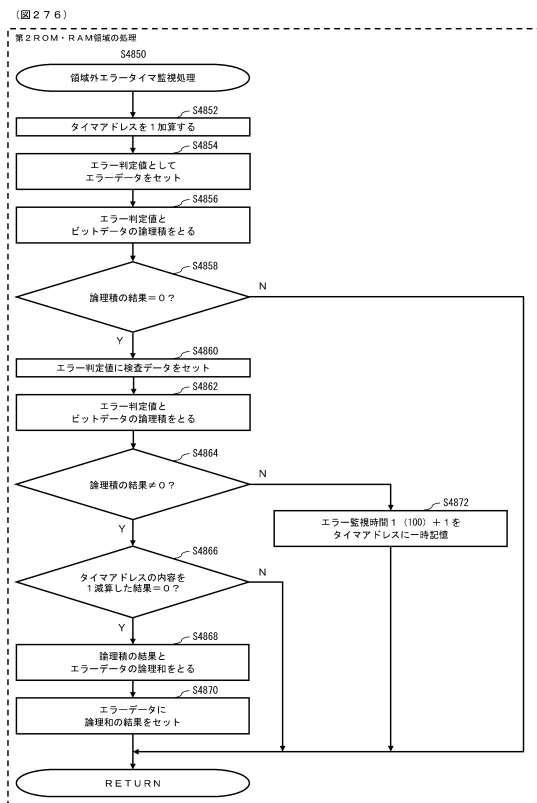 (図２７６)
第２ＲＯＭ・ＲＡＭ領域の処理
S4850
領域外エラータイマ監視処理
S4852
タイマアドレスを１加算する
S4854
エラー判定値として
エラーデータをセット
S4856
エラー判定値と
ビットデータの論理積をとる
S4858
論理積の結果＝０？
N
Y
S4860
エラー判定値に検査データをセット
S4862
エラー判定値と
ビットデータの論理積をとる
S4864
論理積の結果≠０？
N
Y
S4872
エラー監視時間１（100）＋１を
タイマアドレスに一時記憶
S4866
タイマアドレスの内容を
１減算した結果＝０？
N
Y
S4868
論理積の結果と
エラーデータの論理和をとる
S4870
エラーデータに
論理和の結果をセット
ＲＥＴＵＲＮ